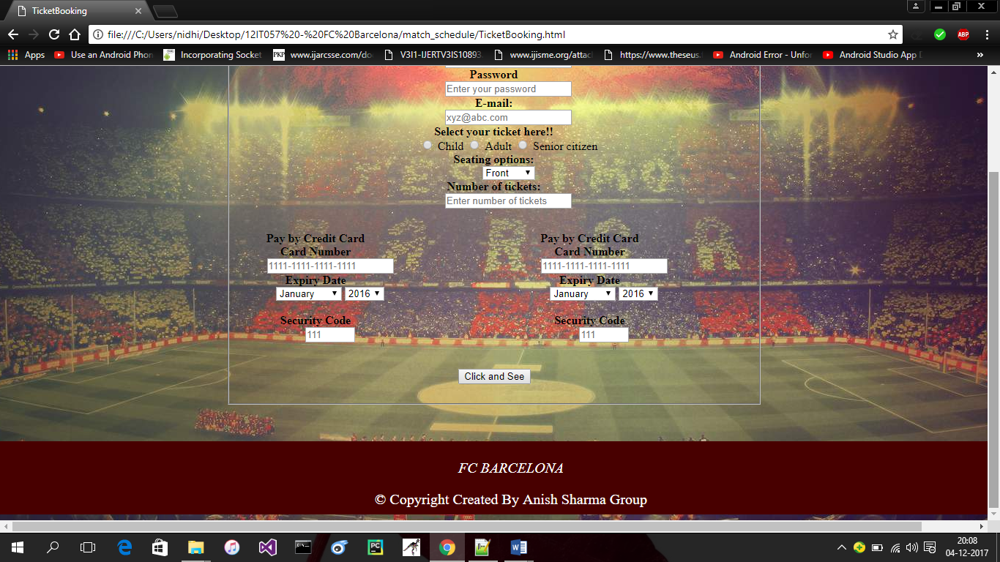 TicketBooking
file:///C:/Users/nidhi/Desktop/12IT057%20-%20FC%20Barcelona/match_schedule/TicketBooking.html
ABP
Apps
Use an Android Phon
Incorporating Socket
PKP
www.ijarcsse.com/do
V3I1-IJERTV3IS10893
www.ijisme.org/attac
https://www.theseus.
Android Error - Unfor
Android Studio App D
»
Password
Enter your password
E-mail:
xyz@abc.com
Select your ticket here!!
Child Adult Senior citizen
Seating options:
Front
Number of tickets:
Enter number of tickets
Pay by Credit Card
Card Number
1111-1111-1111-1111
Expiry Date
January 2016
Security Code
111
Pay by Credit Card
Card Number
1111-1111-1111-1111
Expiry Date
January 2016
Security Code
111
Click and See
FC BARCELONA
© Copyright Created By Anish Sharma Group
20:08
04-12-2017